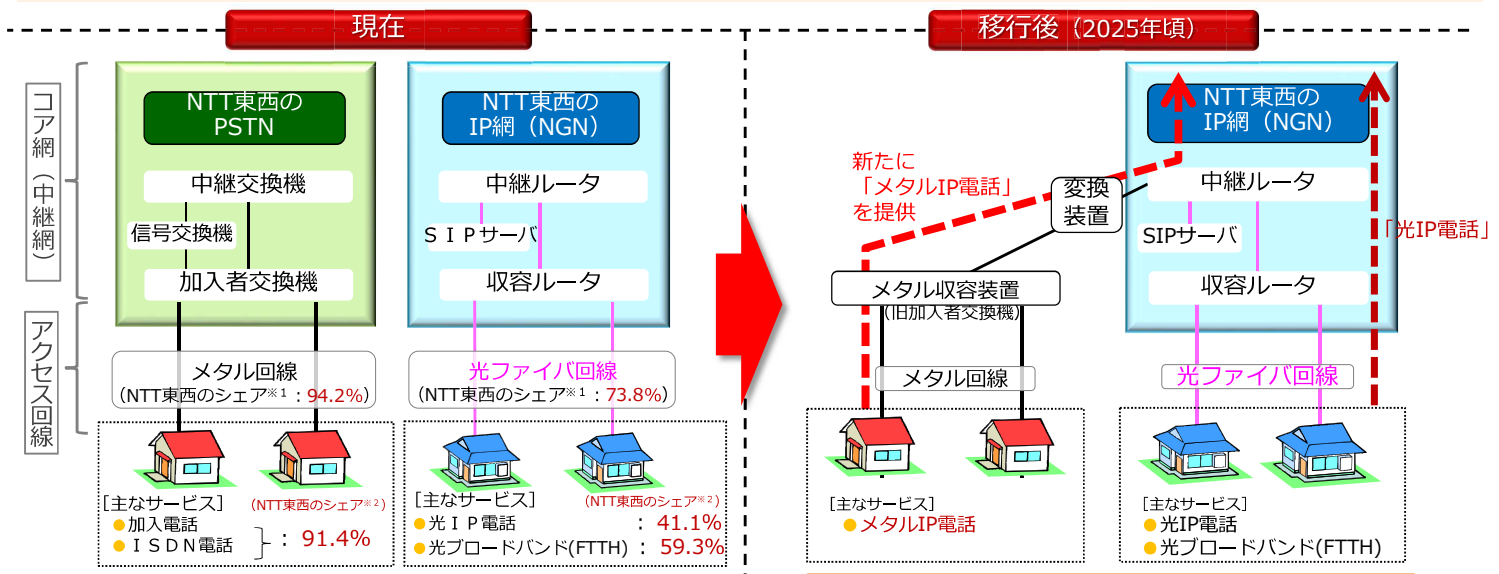 現在
コア網（中継網）
アクセス回線
NTT東西の
PSTN
中継交換機
信号交換機
加入者交換機
メタル回線
（NTT東西のシェア※１：94.2%）
[主なサービス]
（NTT東西のシェア※２）
●加入電話
●ＩＳＤＮ電話
：91.4%
NTT東西の
IP網（NGN）
中継ルータ
ＳＩＰサーバ
収容ルータ
光ファイバ回線
（NTT東西のシェア※１：73.8%）
[主なサービス]
（NTT東西のシェア※２）
●光ＩＰ電話 ：41.1%
●光ブロードバンド(FTTH)：59.3%
移行後（2025年頃）
新たに
「メタルIP電話」
を提供
変換
装置
メタル収容装置
（旧加入者交換機）
メタル回線
[主なサービス]
●メタルIP電話
NTT東西の
IP網（NGN）
中継ルータ
SIPサーバ
収容ルータ
「光IP電話」
光ファイバ回線
[主なサービス]
●光IP電話
●光ブロードバンド(FTTH)